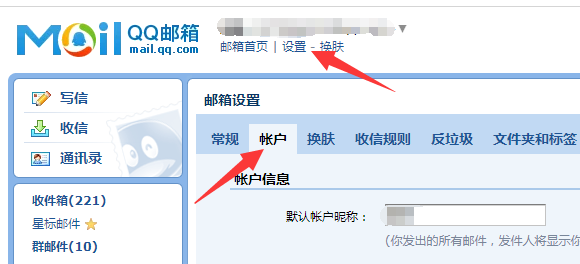 Mail QQ邮箱
mail.qq.com
邮箱首页 | 设置 - 换肤
写信
收信
通讯录
收件箱(221)
星标邮件
群邮件(10)
邮箱设置
常规 帐户 换肤 收信规则 反垃圾 文件夹和标签
帐户信息
默认帐户昵称：
(你发出的所有邮件，发件人将显示你